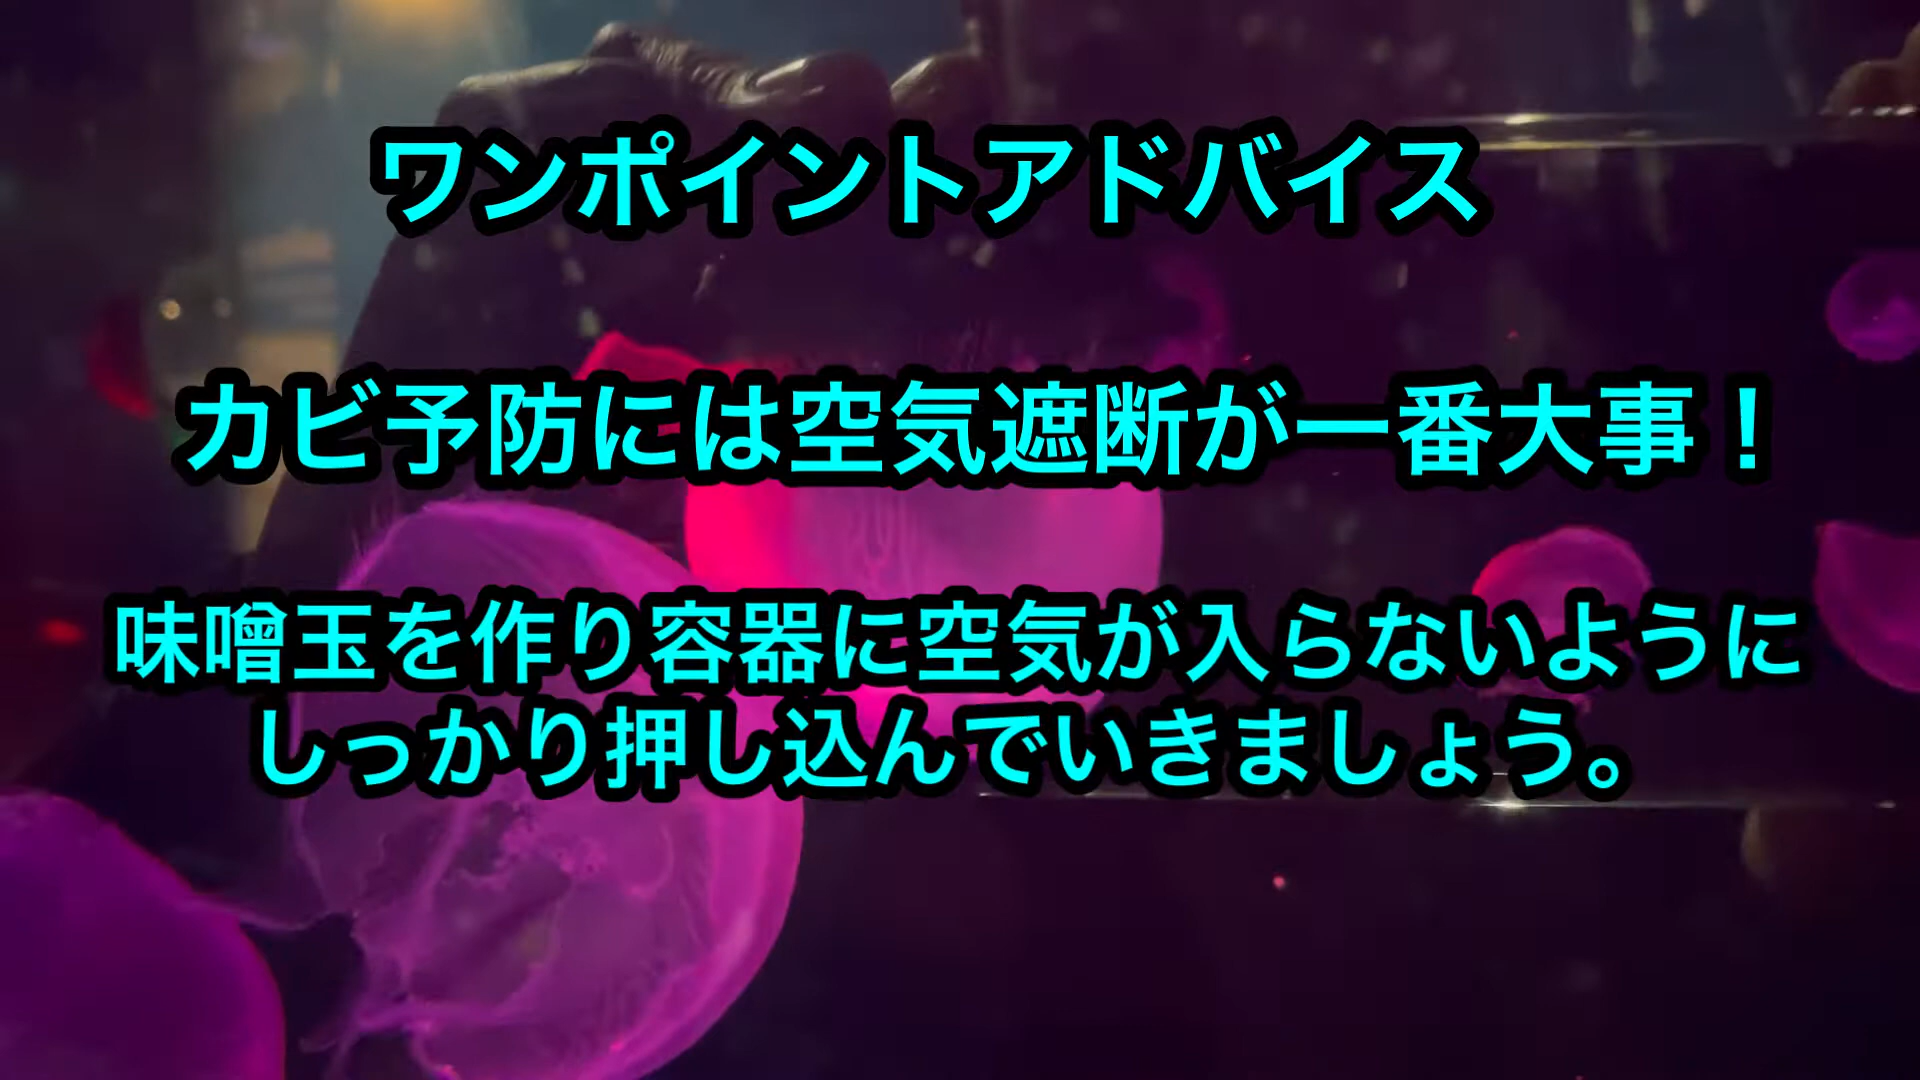 ワンポイントアドバイス
カビ予防には空気遮断が一番大事！
味噌玉を作り容器に空気が入らないように
しっかり押し込んでいきましょう。